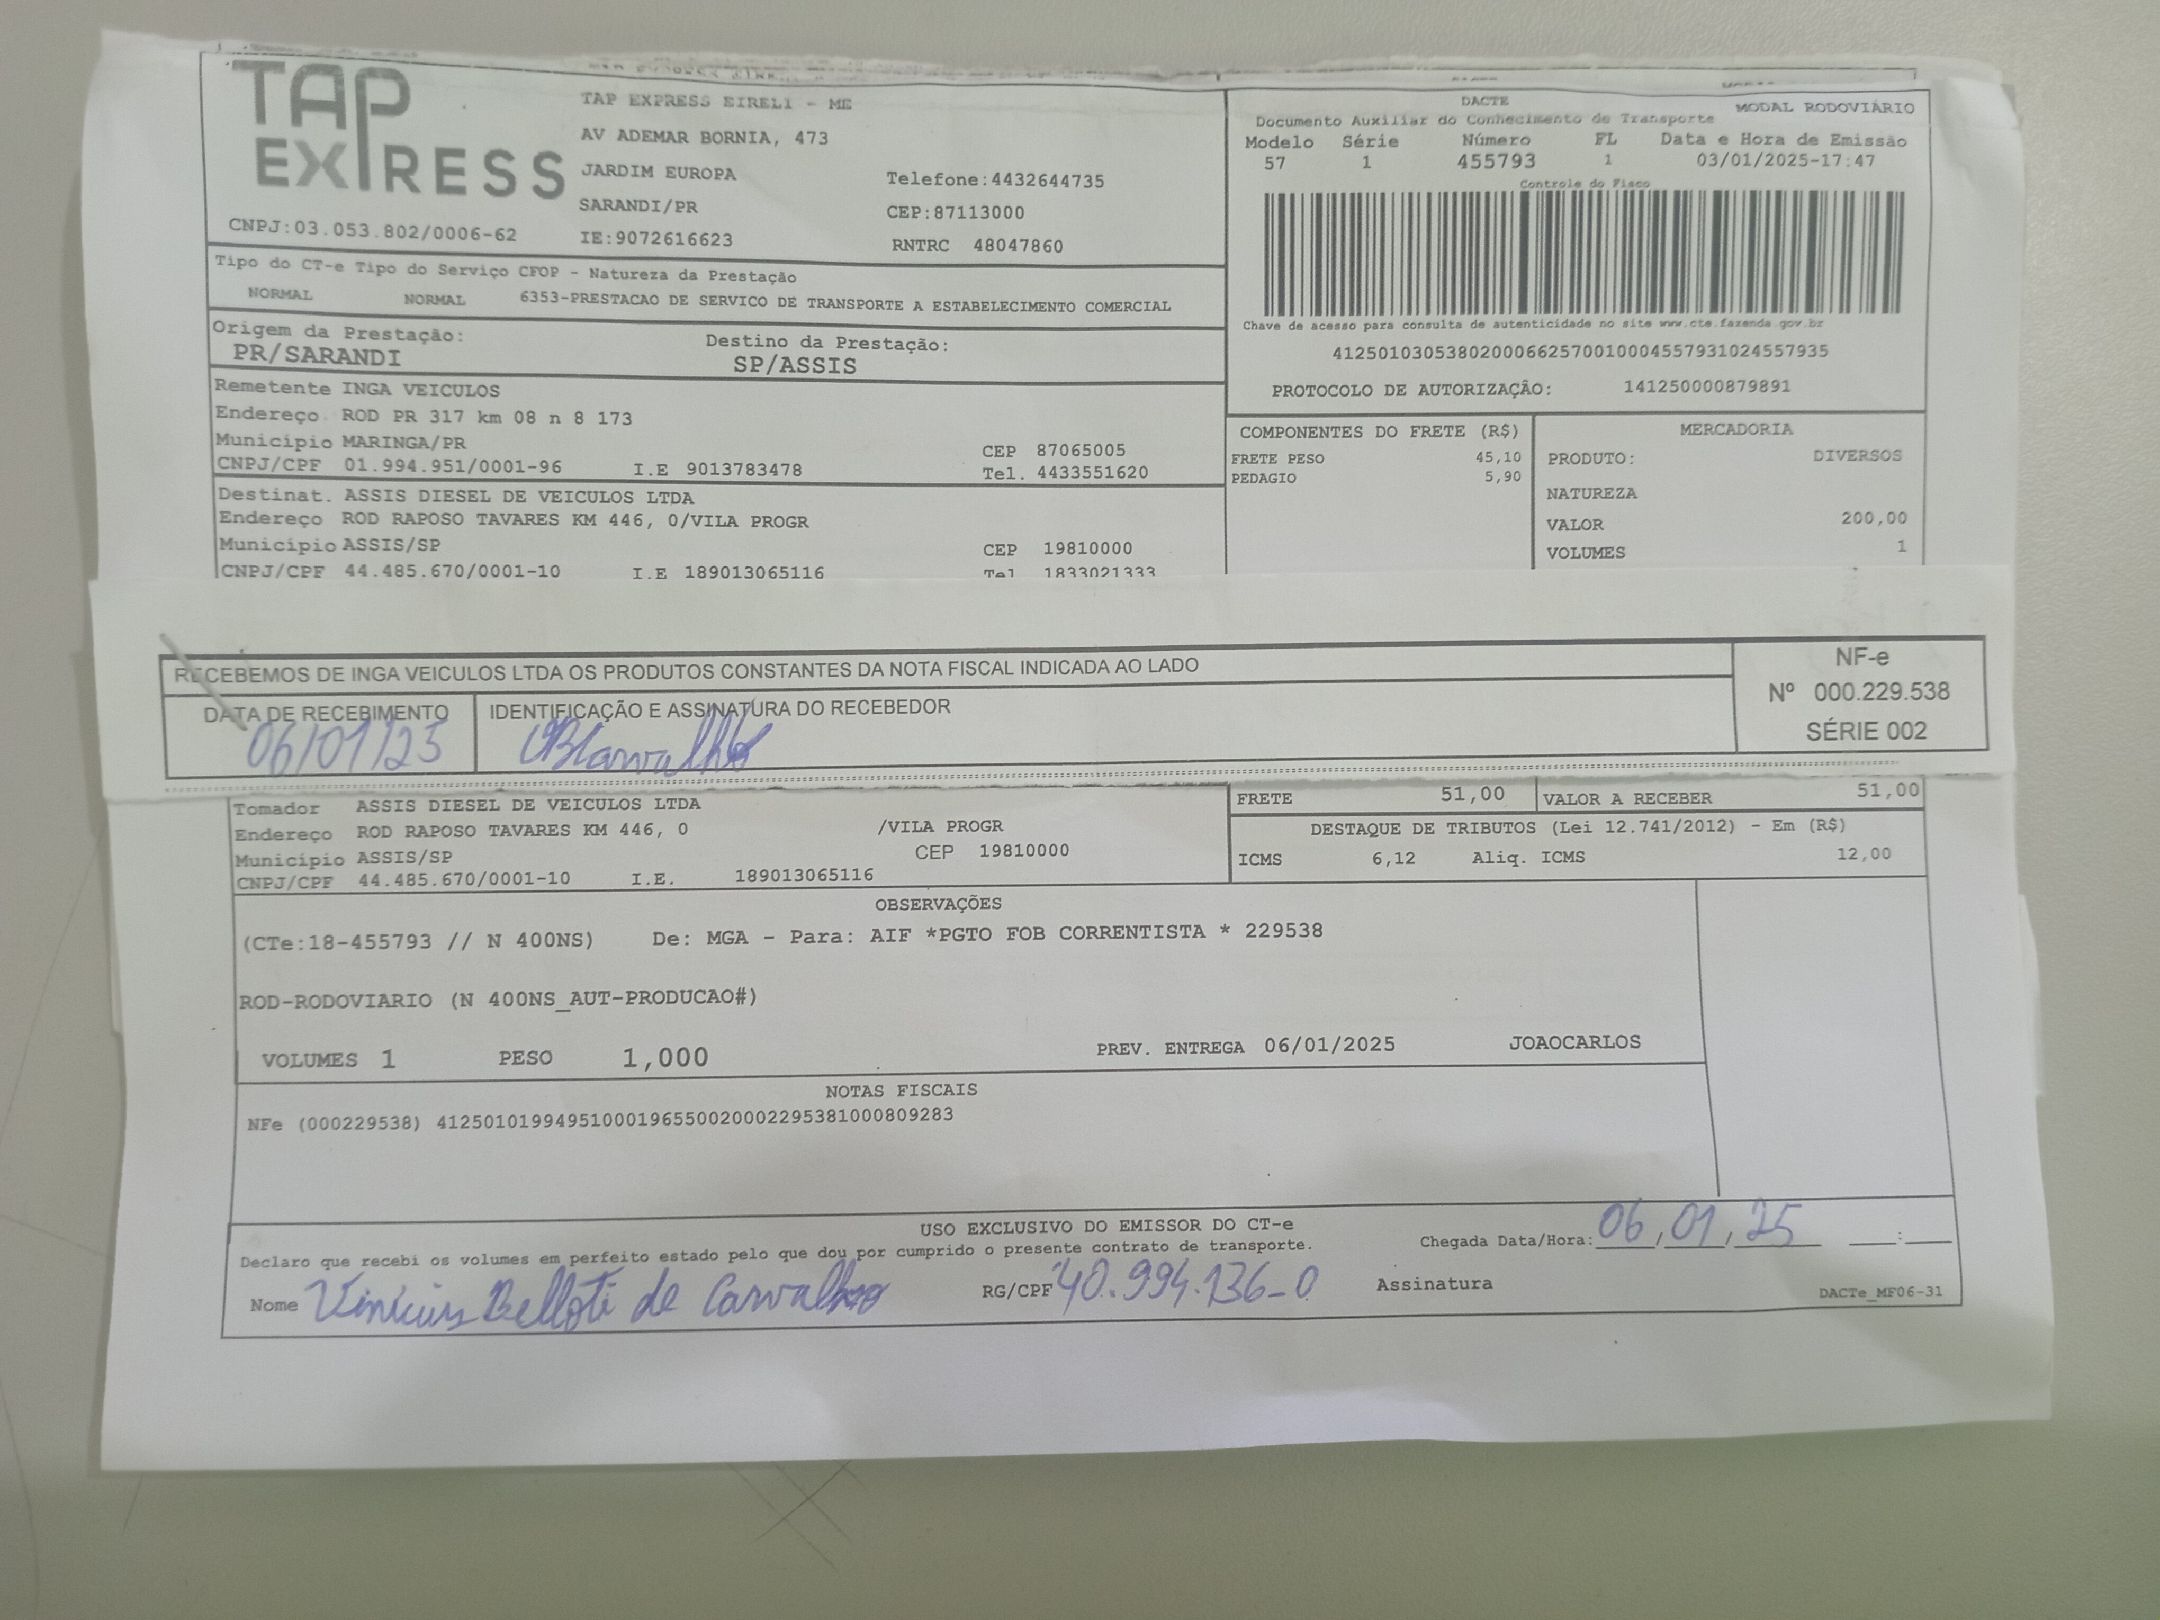 TAP EXPRESS
TAP EXPRESS EIRELI - ME
AV ADEMAR BORNIA, 473
JARDIM EUROPA
Telefone:4432644735
SARANDI/PR
CEP:87113000
CNPJ:03.053.802/0006-62
IE:9072616623
RNTRC 48047860
DACTE
MODAL RODOVIÁRIO
Documento Auxiliar do Conhecimento de Transporte
Modelo Série Número FL Data e Hora de Emissão
57 1 455793 1 03/01/2025-17:47
Controle do Fisco
Chave de acesso para consulta de autenticidade no site www.cte.fazenda.gov.br
41250103053802000662570010004557931024557935
PROTOCOLO DE AUTORIZAÇÃO: 141250000879891
Tipo do CT-e Tipo do Serviço CFOP - Natureza da Prestação
NORMAL NORMAL 6353-PRESTACAO DE SERVICO DE TRANSPORTE A ESTABELECIMENTO COMERCIAL
Origem da Prestação: Destino da Prestação:
PR/SARANDI SP/ASSIS
Remetente INGA VEICULOS
Endereço ROD PR 317 km 08 n 8 173
Município MARINGA/PR CEP 87065005
CNPJ/CPF 01.994.951/0001-96 I.E 9013783478 Tel. 4433551620
Destinat. ASSIS DIESEL DE VEICULOS LTDA
Endereço ROD RAPOSO TAVARES KM 446, 0/VILA PROGR
Município ASSIS/SP CEP 19810000
CNPJ/CPF 44.485.670/0001-10 I.E 189013065116 Tel 1833021333
COMPONENTES DO FRETE (R$)
FRETE PESO 45,10
PEDAGIO 5,90
MERCADORIA
PRODUTO: DIVERSOS
NATUREZA
VALOR 200,00
VOLUMES 1
RECEBEMOS DE INGA VEICULOS LTDA OS PRODUTOS CONSTANTES DA NOTA FISCAL INDICADA AO LADO
NF-e
Nº 000.229.538
SÉRIE 002
DATA DE RECEBIMENTO
06/01/25
IDENTIFICAÇÃO E ASSINATURA DO RECEBEDOR
Tomador ASSIS DIESEL DE VEICULOS LTDA
Endereço ROD RAPOSO TAVARES KM 446, 0 /VILA PROGR
Município ASSIS/SP CEP 19810000
CNPJ/CPF 44.485.670/0001-10 I.E. 189013065116
FRETE 51,00 VALOR A RECEBER 51,00
DESTAQUE DE TRIBUTOS (Lei 12.741/2012) - Em (R$)
ICMS 6,12 Aliq. ICMS 12,00
OBSERVAÇÕES
(CTe:18-455793 // N 400NS) De: MGA - Para: AIF *PGTO FOB CORRENTISTA * 229538
ROD-RODOVIARIO (N 400NS_AUT-PRODUCAO#)
VOLUMES 1 PESO 1,000 PREV. ENTREGA 06/01/2025 JOAOCARLOS
NOTAS FISCAIS
NFe (000229538) 41250101994951000196550020002295381000809283
USO EXCLUSIVO DO EMISSOR DO CT-e
Declaro que recebi os volumes em perfeito estado pelo que dou por cumprido o presente contrato de transporte.
Chegada Data/Hora: 06/01/25 __:__
Nome Vinícius Belloti de Carvalho RG/CPF 40.994.136-0 Assinatura
DACTe_MF06-31